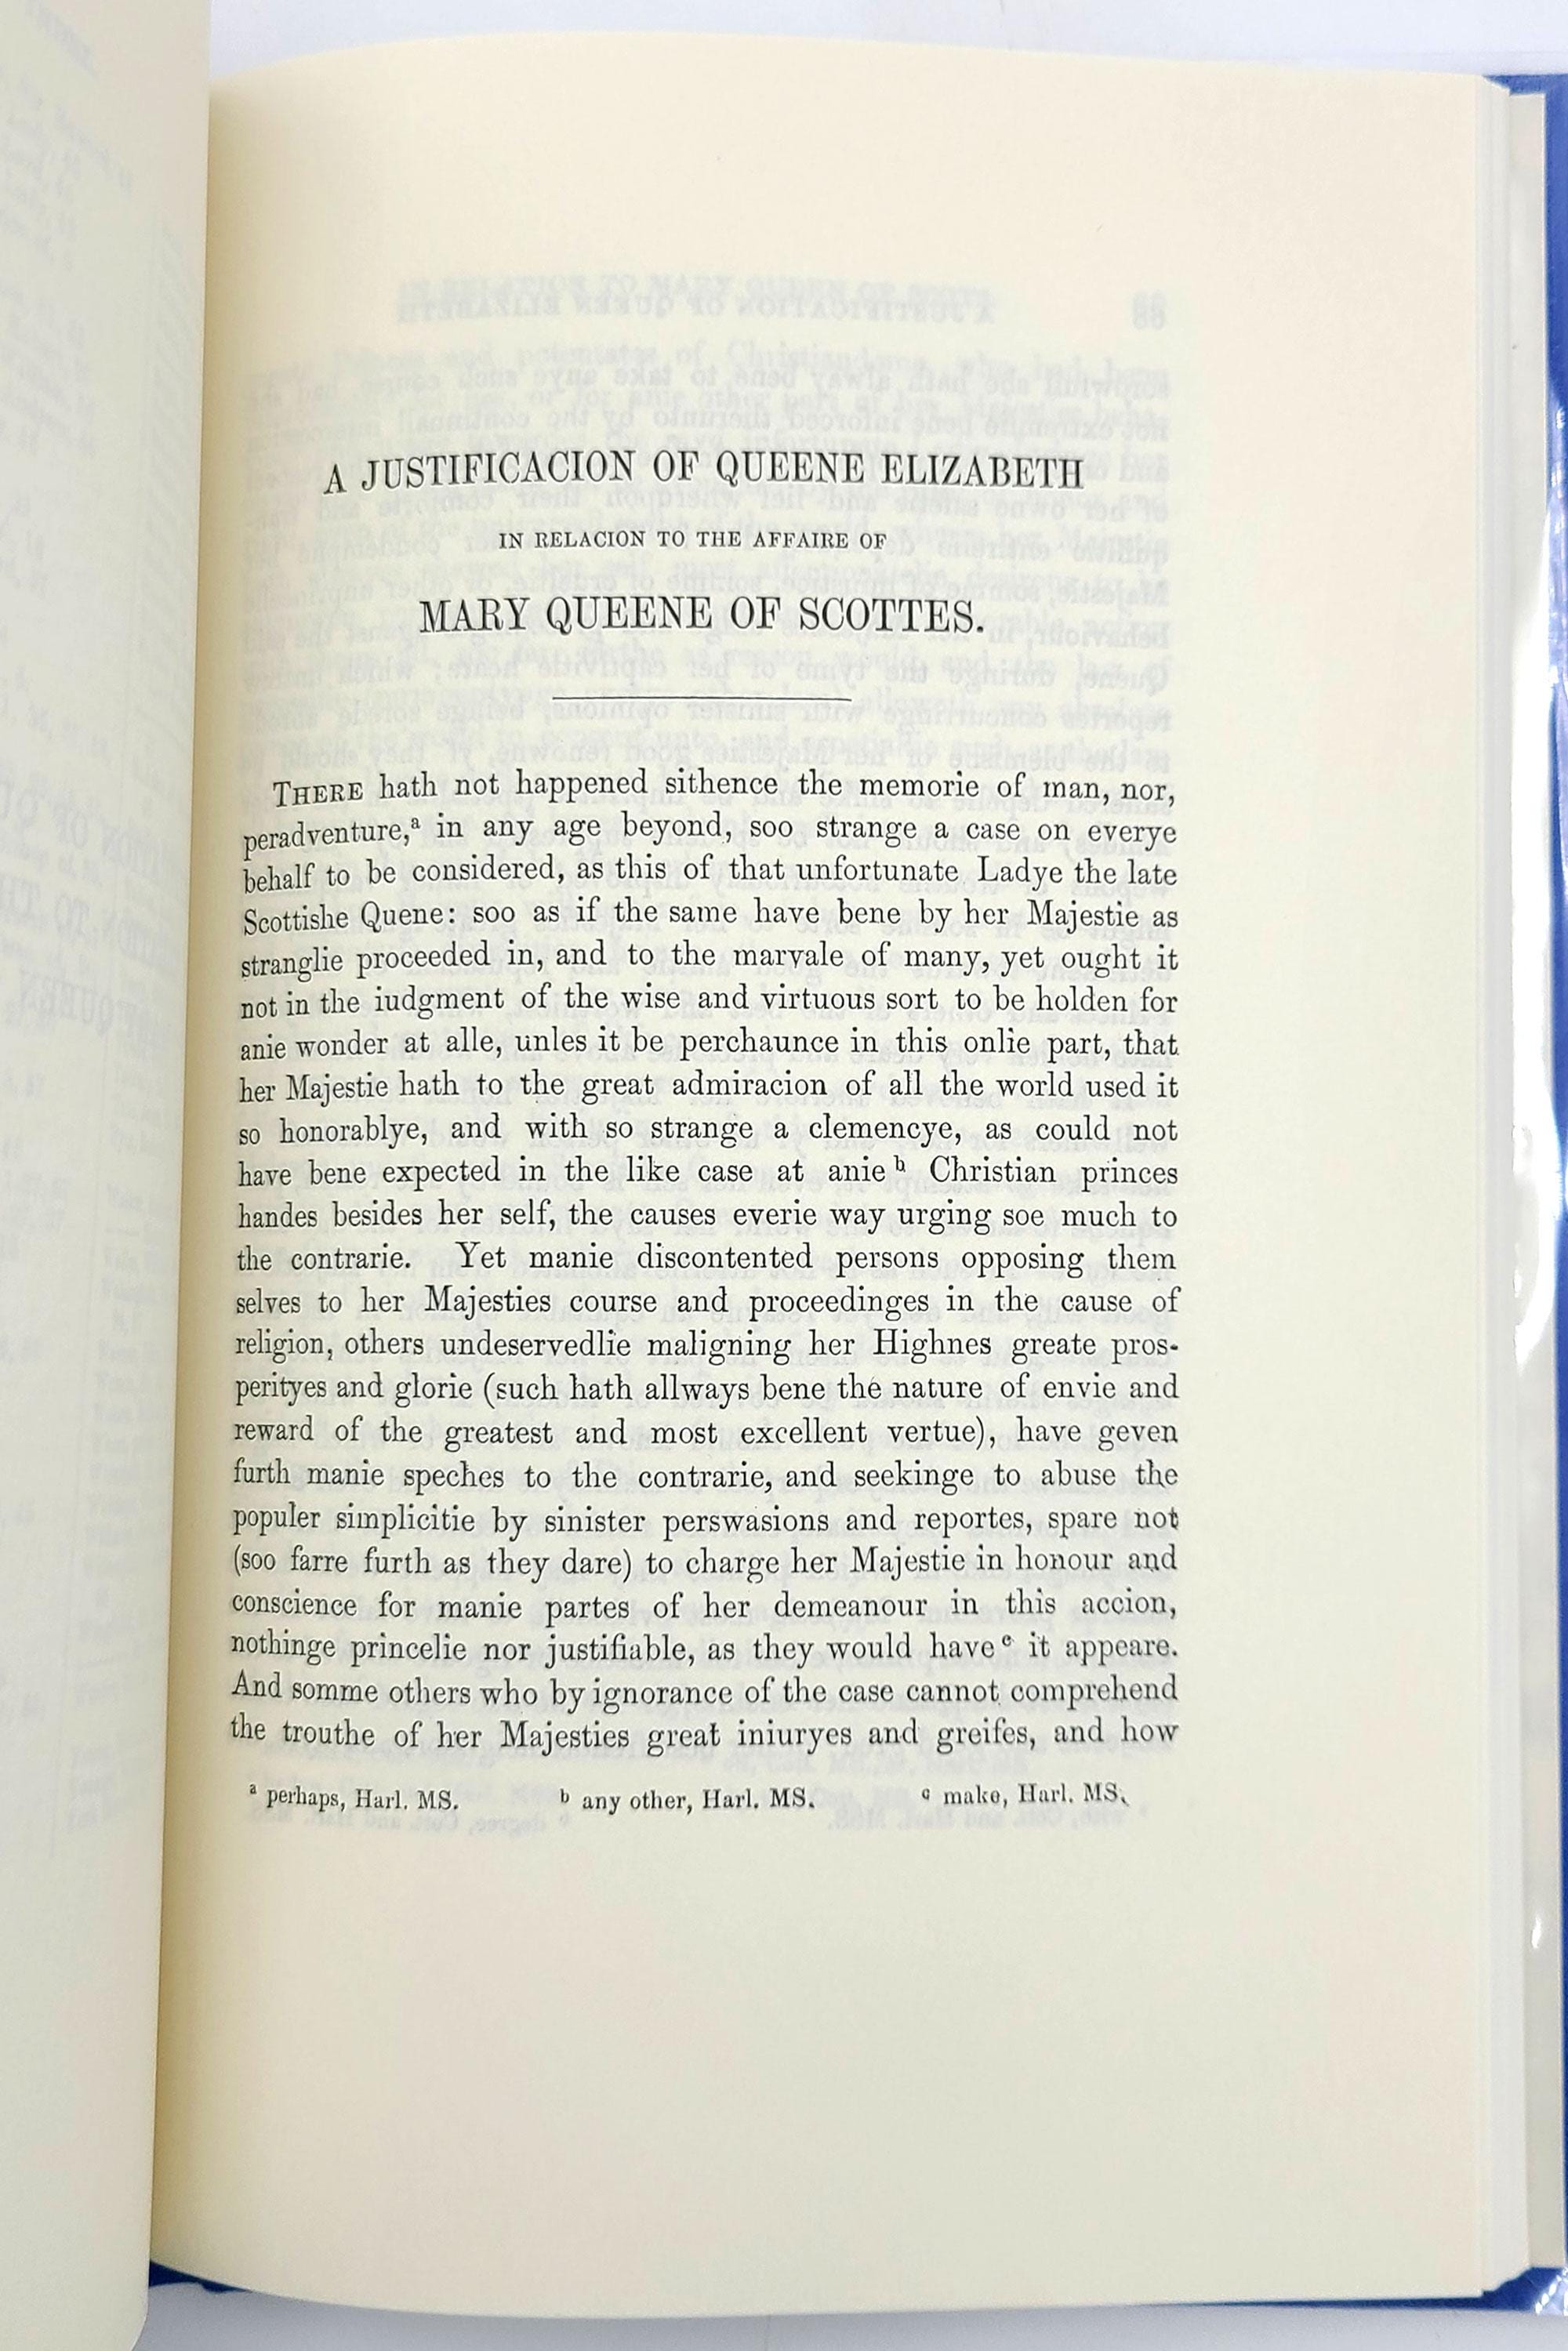 A JUSTIFICACION OF QUEENE ELIZABETH
IN RELACION TO THE AFFAIRE OF
MARY QUEENE OF SCOTTES.
THERE hath not happened sithence the memorie of man, nor,
peradventure,ᵃ in any age beyond, soo strange a case on everye
behalf to be considered, as this of that unfortunate Ladye the late
Scottishe Quene: soo as if the same have bene by her Majestie as
stranglie proceeded in, and to the marvale of many, yet ought it
not in the iudgment of the wise and virtuous sort to be holden for
anie wonder at alle, unles it be perchaunce in this onlie part, that
her Majestie hath to the great admiracion of all the world used it
so honorablye, and with so strange a clemencye, as could not
have bene expected in the like case at anie ᵇ Christian princes
handes besides her self, the causes everie way urging soe much to
the contrarie. Yet manie discontented persons opposing them
selves to her Majesties course and proceedinges in the cause of
religion, others undeservedlie maligning her Highnes greate pros-
perityes and glorie (such hath allways bene the nature of envie and
reward of the greatest and most excellent vertue), have geven
furth manie speches to the contrarie, and seekinge to abuse the
populer simplicitie by sinister perswasions and reportes, spare not
(soo farre furth as they dare) to charge her Majestie in honour and
conscience for manie partes of her demeanour in this accion,
nothinge princelie nor justifiable, as they would have ᶜ it appeare.
And somme others who by ignorance of the case cannot comprehend
the trouthe of her Majesties great iniuryes and greifes, and how
ᵃ perhaps, Harl. MS. ᵇ any other, Harl. MS. ᶜ make, Harl. MS.